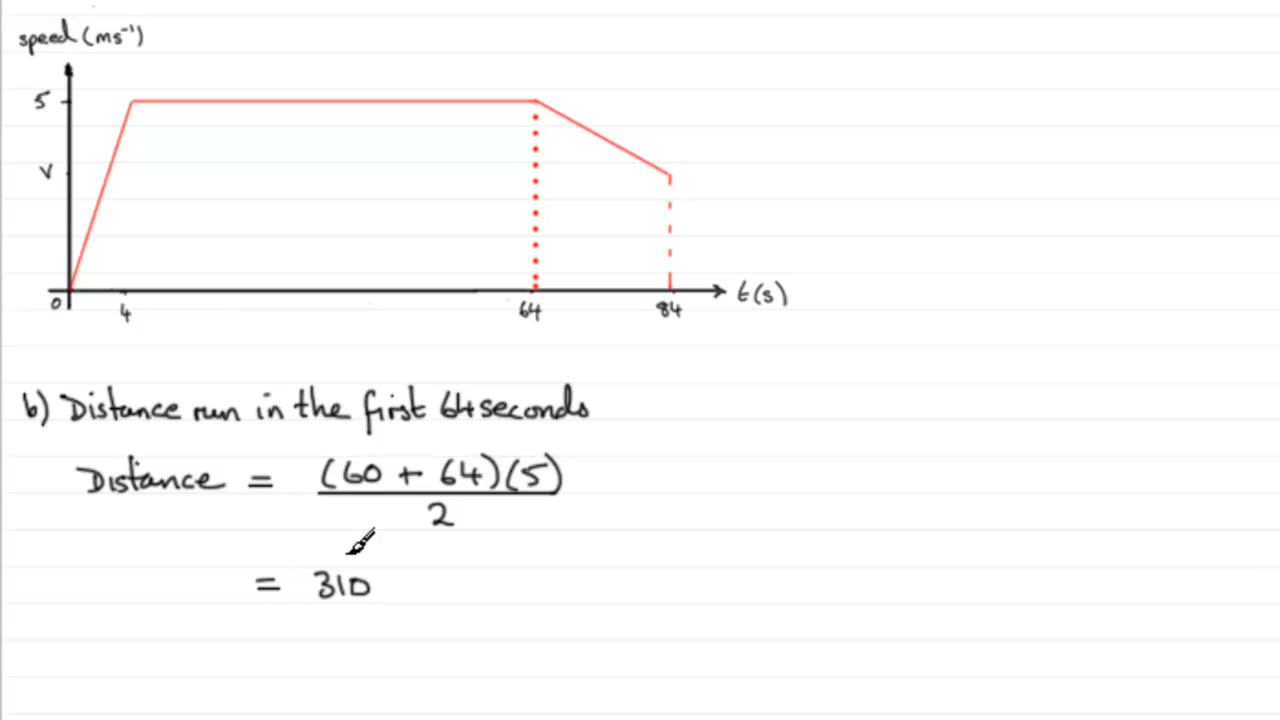 speed (ms⁻¹)
5
v
0
4
64
84
t(s)
b) Distance run in the first 64 seconds
Distance = (60 + 64)(5)
2
= 310